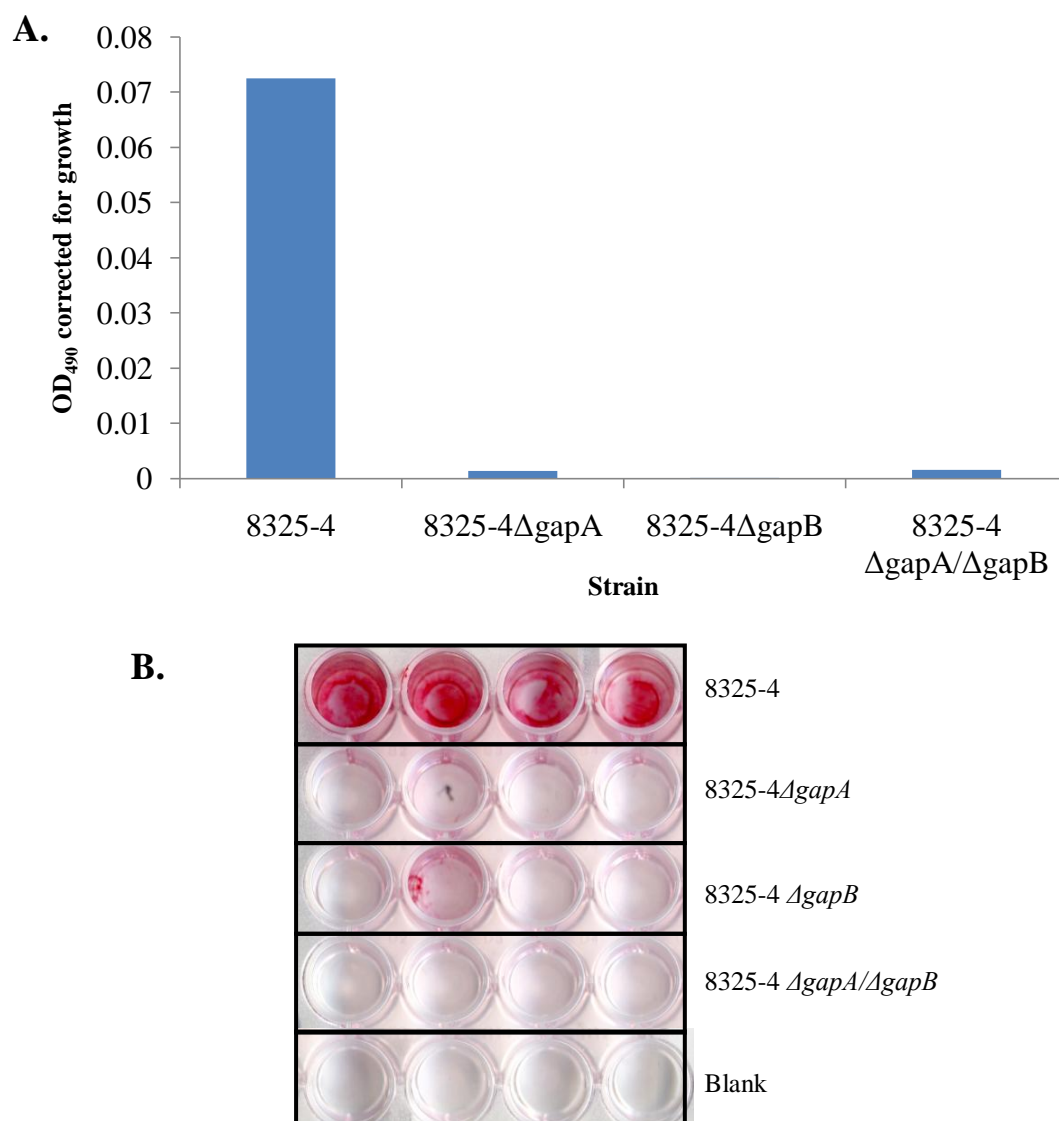 A.
OD₄₉₀ corrected for growth
0.08
0.07
0.06
0.05
0.04
0.03
0.02
0.01
0
8325-4
8325-4ΔgapA
8325-4ΔgapB
8325-4
ΔgapA/ΔgapB
Strain
B.
8325-4
8325-4ΔgapA
8325-4 ΔgapB
8325-4 ΔgapA/ΔgapB
Blank